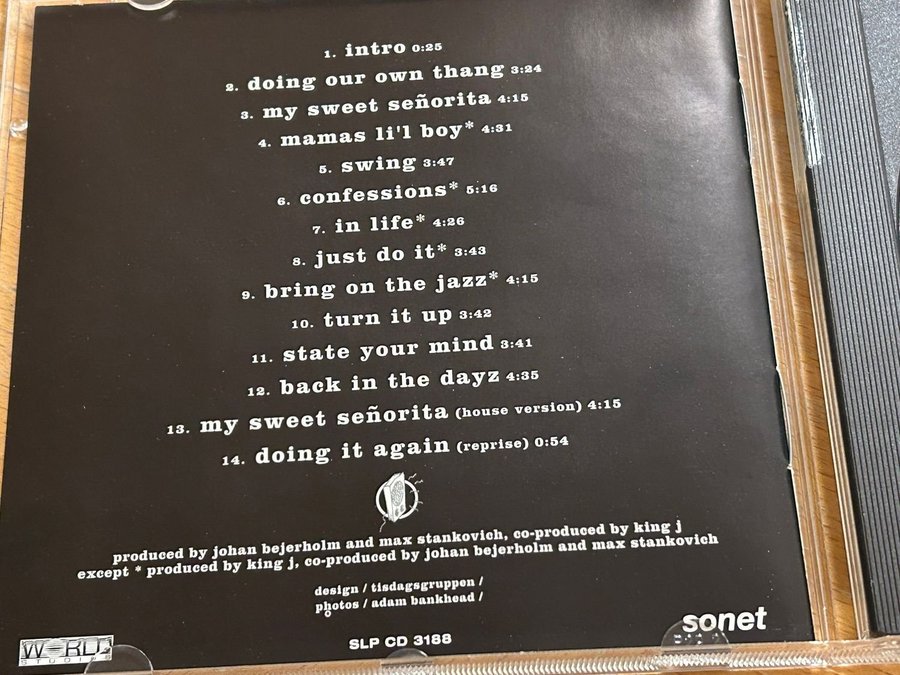 1. intro 0:25
2. doing our own thang 3:24
3. my sweet señorita 4:15
4. mamas li'l boy* 4:31
5. swing 3:47
6. confessions* 5:16
7. in life* 4:26
8. just do it* 3:43
9. bring on the jazz* 4:15
10. turn it up 3:42
11. state your mind 3:41
12. back in the dayz 4:35
13. my sweet señorita (house version) 4:15
14. doing it again (reprise) 0:54
produced by johan bejerholm and max stankovich, co-produced by king j
except * produced by king j, co-produced by johan bejerholm and max stankovich
design / tisdagsgruppen /
photos / adam bankhead /
SLP CD 3188
sonet
WORLD
STUDIOS